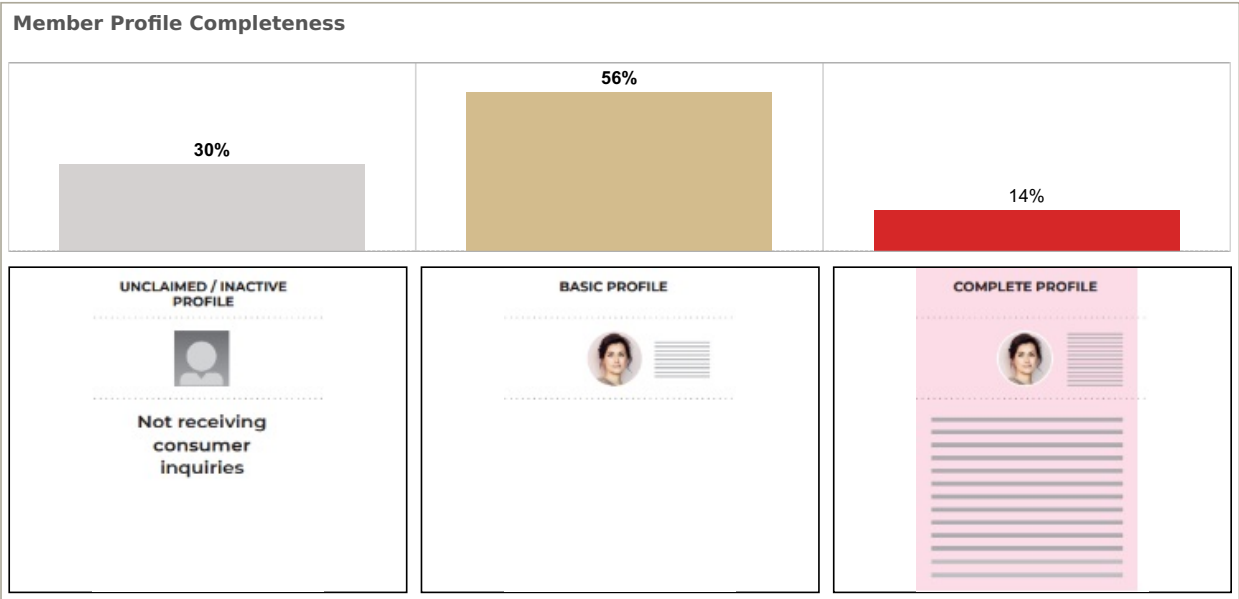 Member Profile Completeness
30%
56%
14%
UNCLAIMED / INACTIVE
PROFILE
Not receiving
consumer
inquiries
BASIC PROFILE
COMPLETE PROFILE